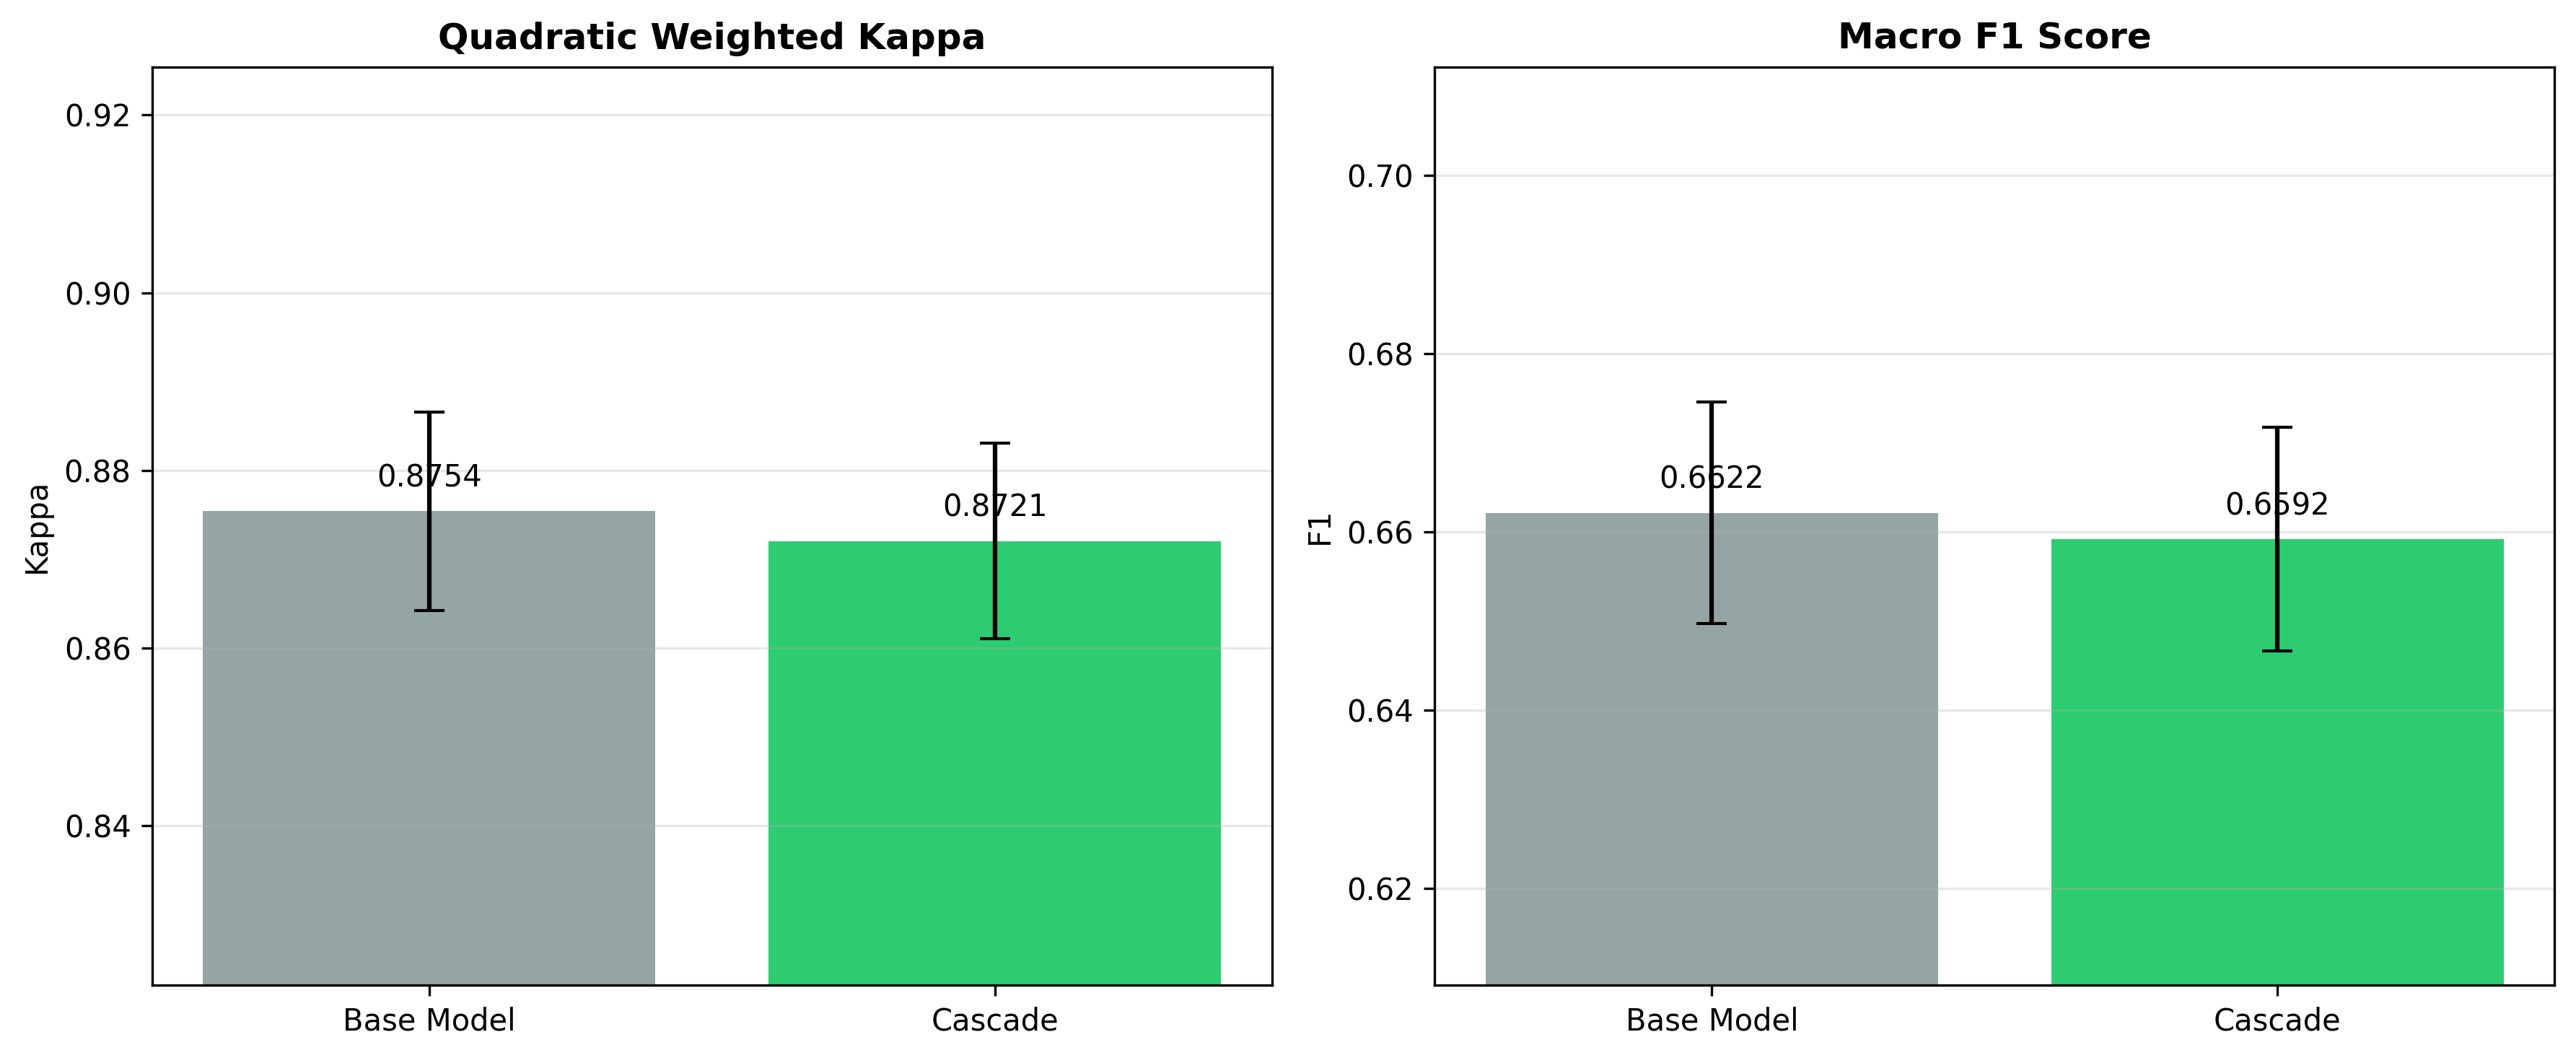 Quadratic Weighted Kappa
0.92
0.90
0.88
0.86
0.84
Kappa
0.8754
0.8721
Base Model
Cascade
Macro F1 Score
0.70
0.68
0.66
0.64
0.62
F1
0.6622
0.6592
Base Model
Cascade